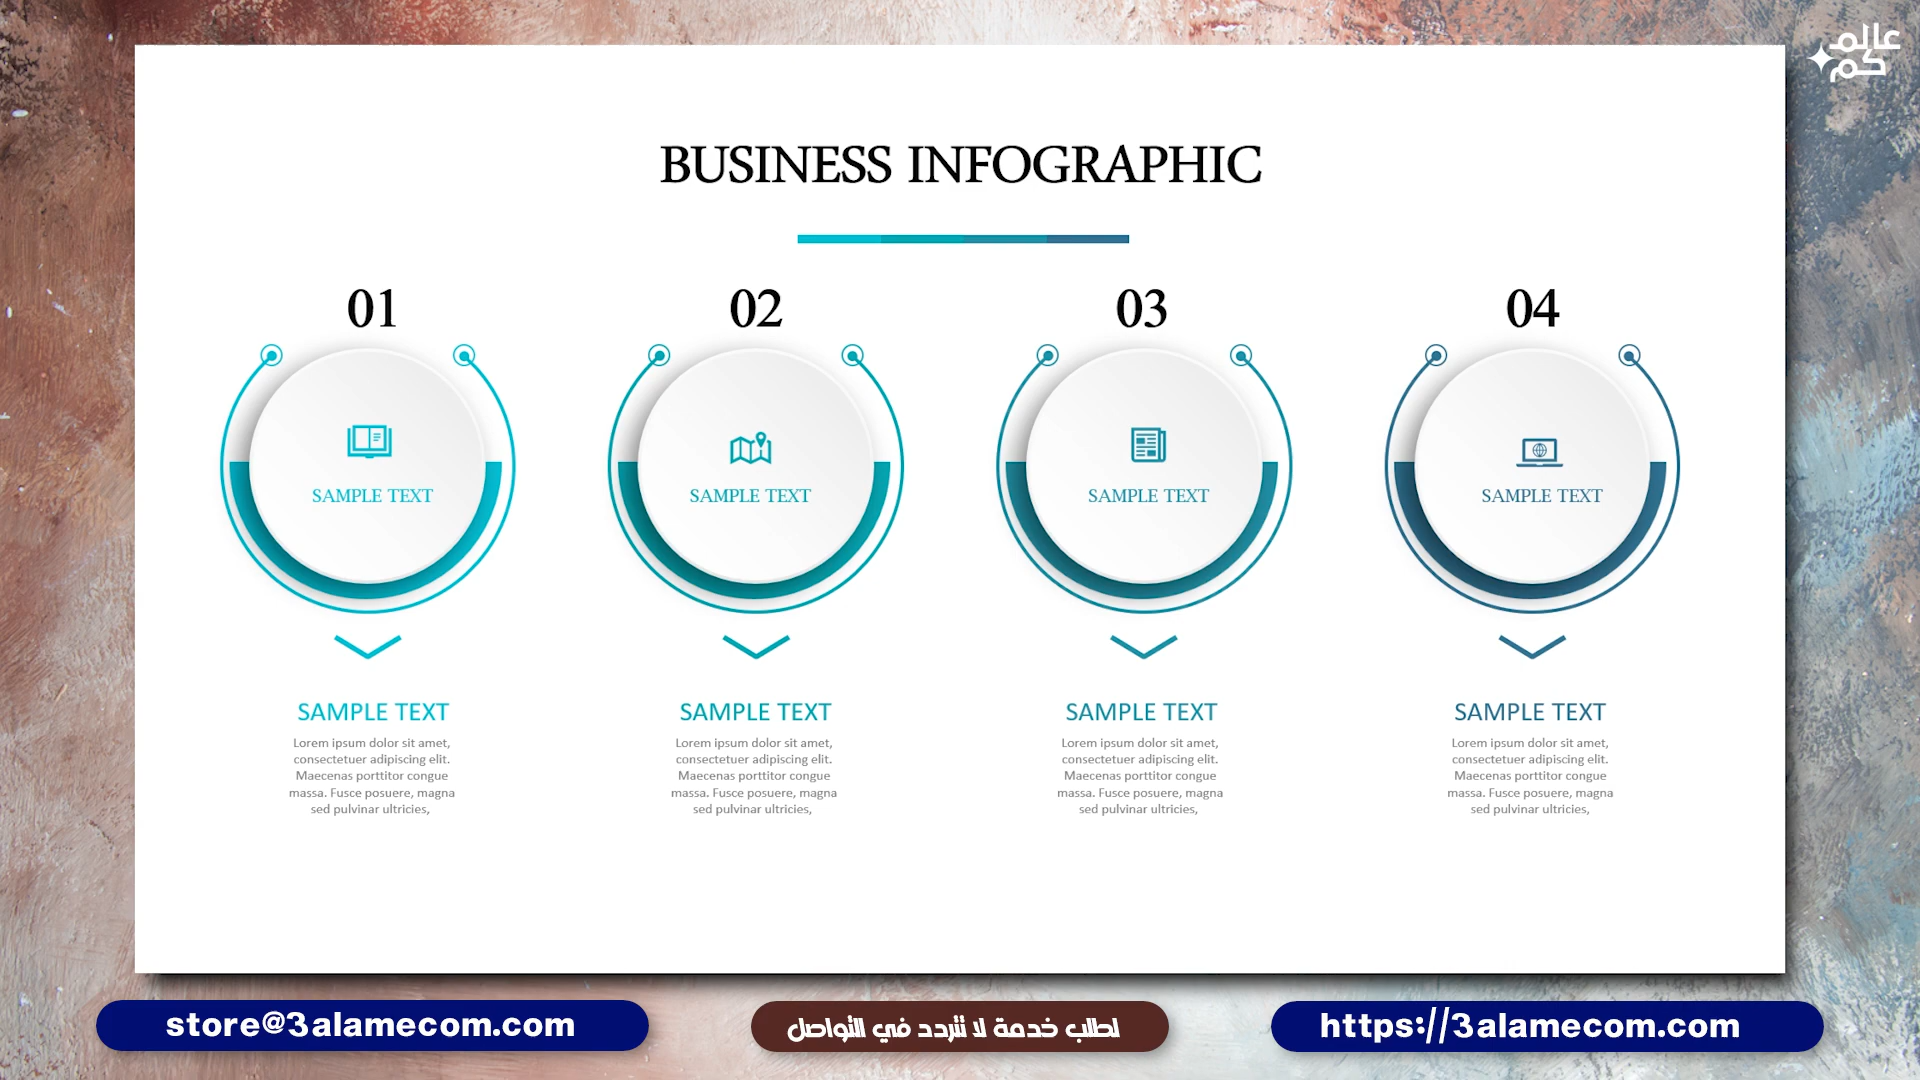 عالم
كم
BUSINESS INFOGRAPHIC
01
02
03
04
SAMPLE TEXT
SAMPLE TEXT
SAMPLE TEXT
SAMPLE TEXT
SAMPLE TEXT
Lorem ipsum dolor sit amet,
consectetuer adipiscing elit.
Maecenas porttitor congue
massa. Fusce posuere, magna
sed pulvinar ultricies,
SAMPLE TEXT
Lorem ipsum dolor sit amet,
consectetuer adipiscing elit.
Maecenas porttitor congue
massa. Fusce posuere, magna
sed pulvinar ultricies,
SAMPLE TEXT
Lorem ipsum dolor sit amet,
consectetuer adipiscing elit.
Maecenas porttitor congue
massa. Fusce posuere, magna
sed pulvinar ultricies,
SAMPLE TEXT
Lorem ipsum dolor sit amet,
consectetuer adipiscing elit.
Maecenas porttitor congue
massa. Fusce posuere, magna
sed pulvinar ultricies,
store@3alamecom.com
لطلب خدمة لا تتردد في التواصل
https://3alamecom.com